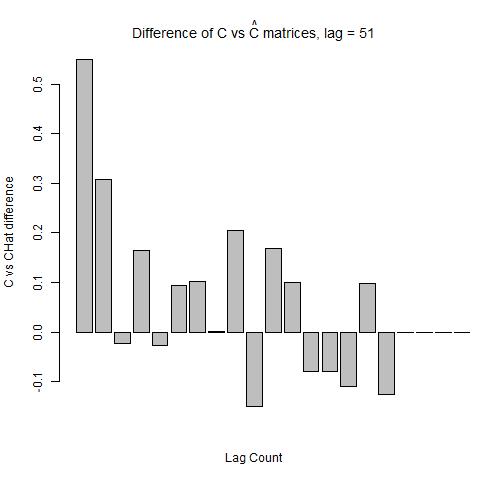 Difference of C vs Ĉ matrices, lag = 51
C vs CHat difference
0.5
0.4
0.3
0.2
0.1
0.0
-0.1
Lag Count